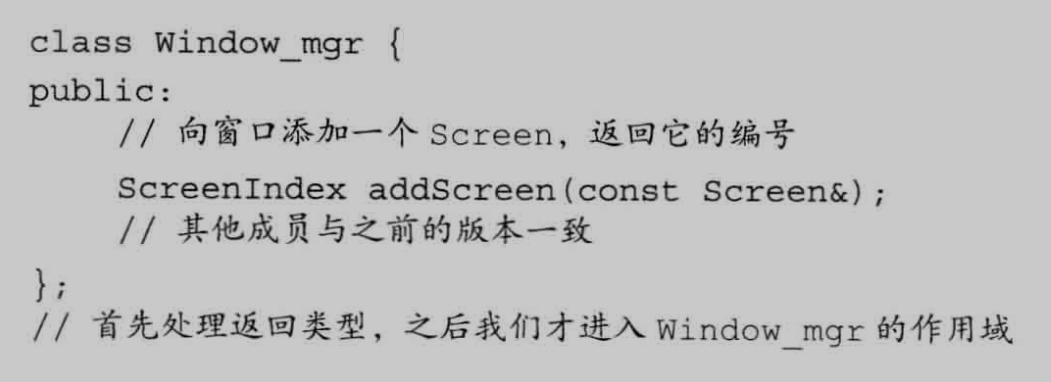 class Window_mgr {
public:
// 向窗口添加一个 Screen, 返回它的编号
ScreenIndex addScreen(const Screen&);
// 其他成员与之前的版本一致
};
// 首先处理返回类型, 之后我们才进入 Window_mgr 的作用域